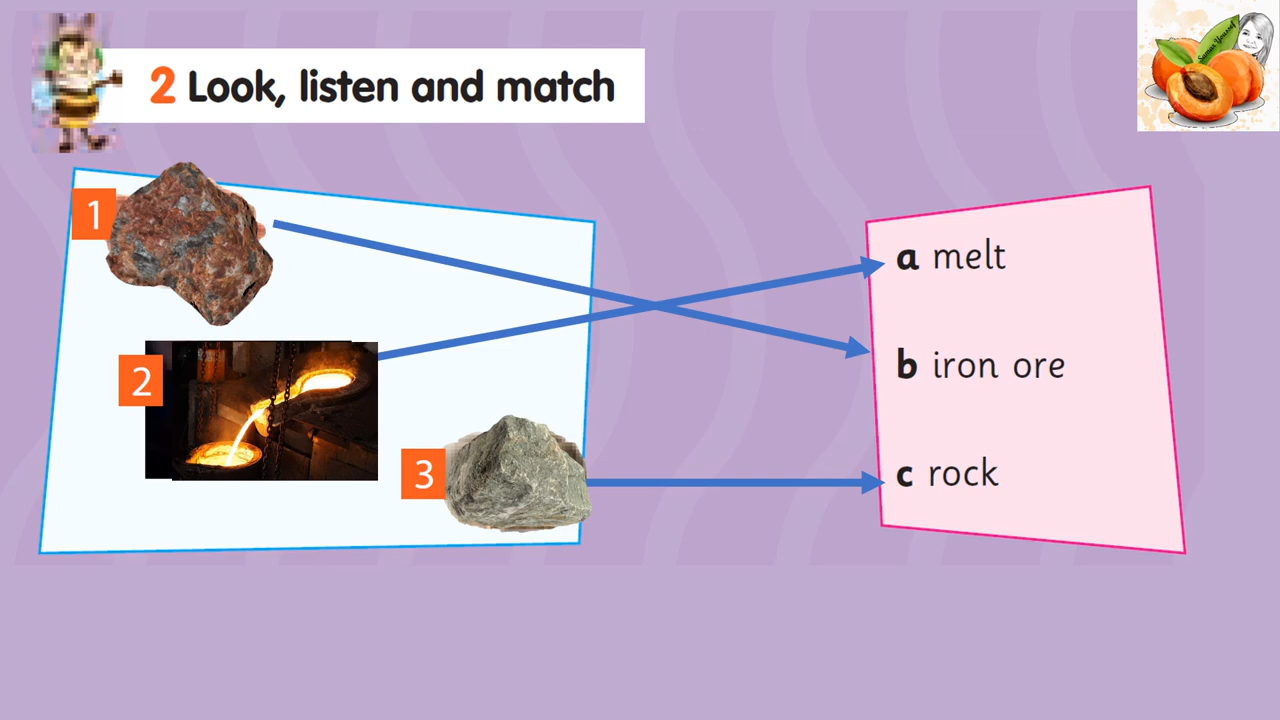 2 Look, listen and match
1
2
3
a melt
b iron ore
c rock